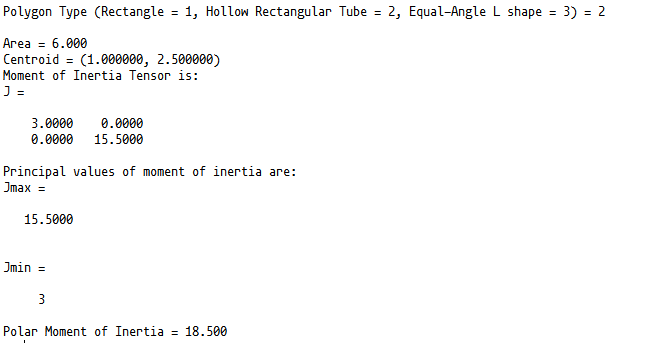 Polygon Type (Rectangle = 1, Hollow Rectangular Tube = 2, Equal-Angle L shape = 3) = 2
Area = 6.000
Centroid = (1.000000, 2.500000)
Moment of Inertia Tensor is:
J =
3.0000 0.0000
0.0000 15.5000
Principal values of moment of inertia are:
Jmax =
15.5000
Jmin =
3
Polar Moment of Inertia = 18.500